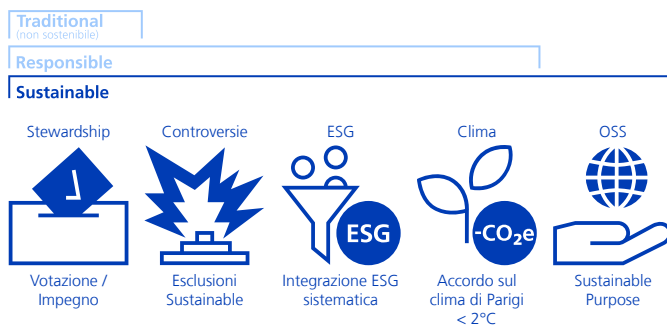 Traditional
(non sostenibile)
Responsible
Sustainable
Stewardship
Controversie
ESG
Clima
OSS
ESG
-CO₂e
Votazione /
Impegno
Esclusioni
Sustainable
Integrazione ESG
sistematica
Accordo sul
clima di Parigi
< 2°C
Sustainable
Purpose